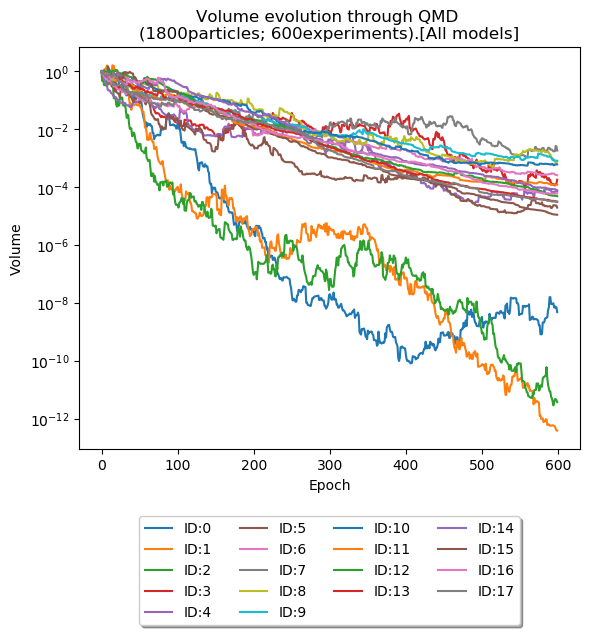 Volume evolution through QMD
(1800particles; 600experiments).[All models]
Volume
10^0
10^-2
10^-4
10^-6
10^-8
10^-10
10^-12
0 100 200 300 400 500 600
Epoch
ID:0 ID:5 ID:10 ID:14
ID:1 ID:6 ID:11 ID:15
ID:2 ID:7 ID:12 ID:16
ID:3 ID:8 ID:13 ID:17
ID:4 ID:9